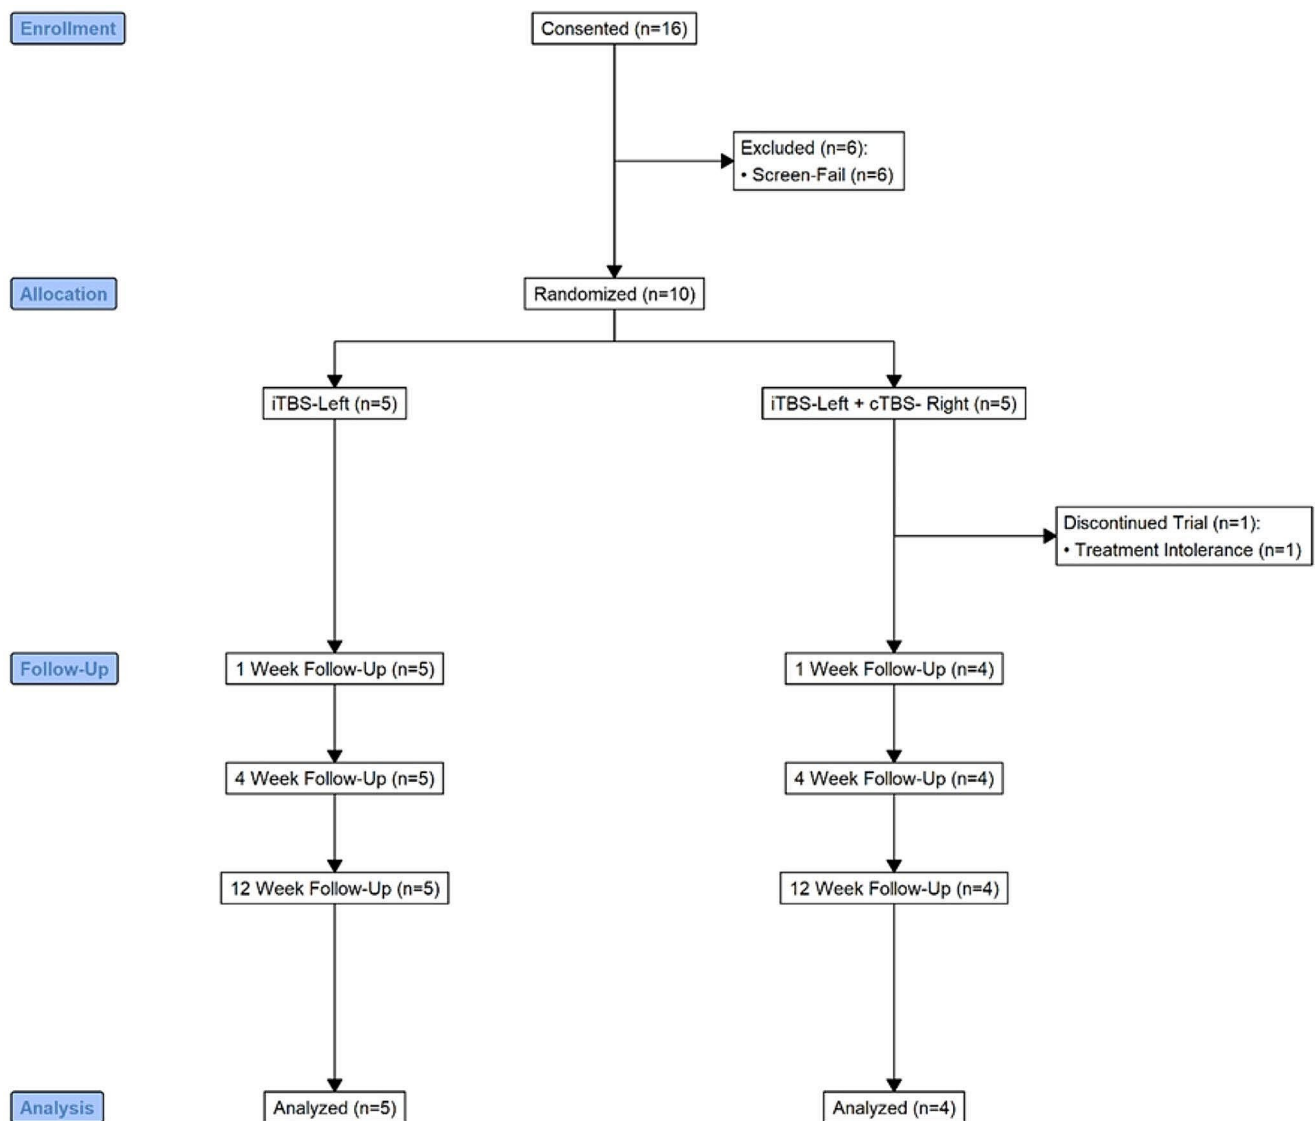 Enrollment
Consented (n=16)
Excluded (n=6):
• Screen-Fail (n=6)
Allocation
Randomized (n=10)
iTBS-Left (n=5)
iTBS-Left + cTBS- Right (n=5)
Discontinued Trial (n=1):
• Treatment Intolerance (n=1)
Follow-Up
1 Week Follow-Up (n=5)
1 Week Follow-Up (n=4)
4 Week Follow-Up (n=5)
4 Week Follow-Up (n=4)
12 Week Follow-Up (n=5)
12 Week Follow-Up (n=4)
Analysis
Analyzed (n=5)
Analyzed (n=4)